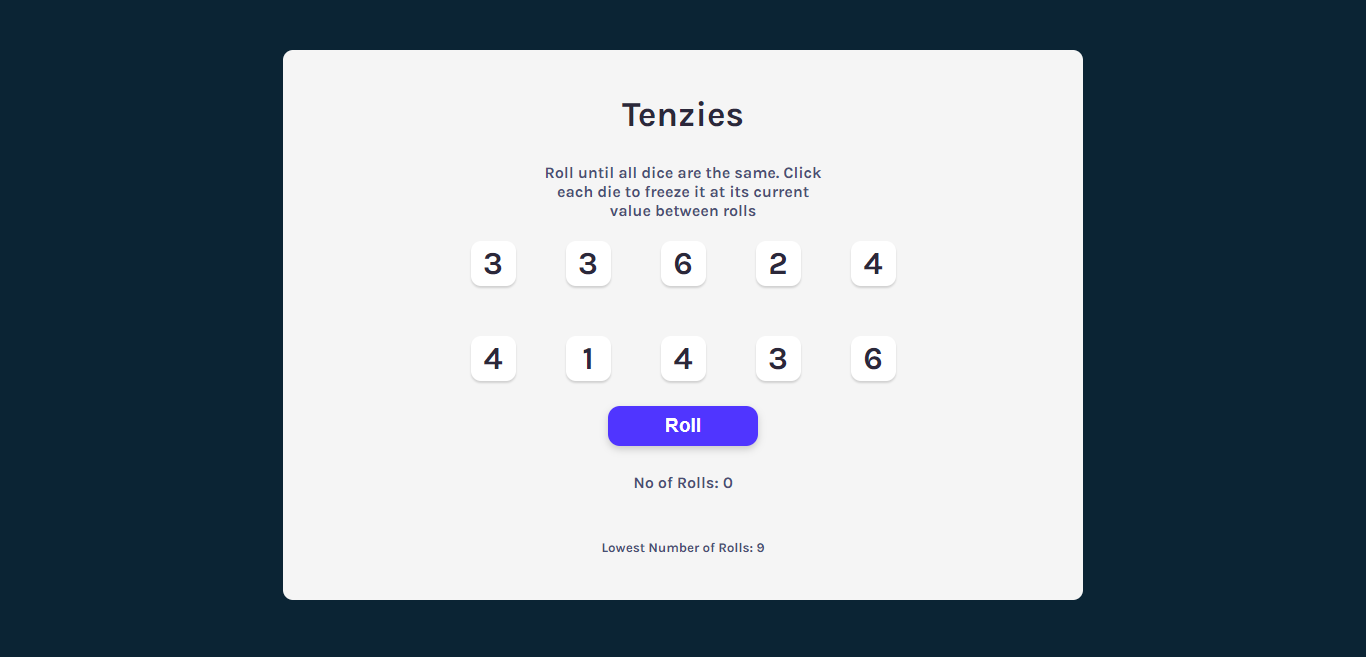 Tenzies
Roll until all dice are the same. Click
each die to freeze it at its current
value between rolls
3 3 6 2 4
4 1 4 3 6
Roll
No of Rolls: 0
Lowest Number of Rolls: 9